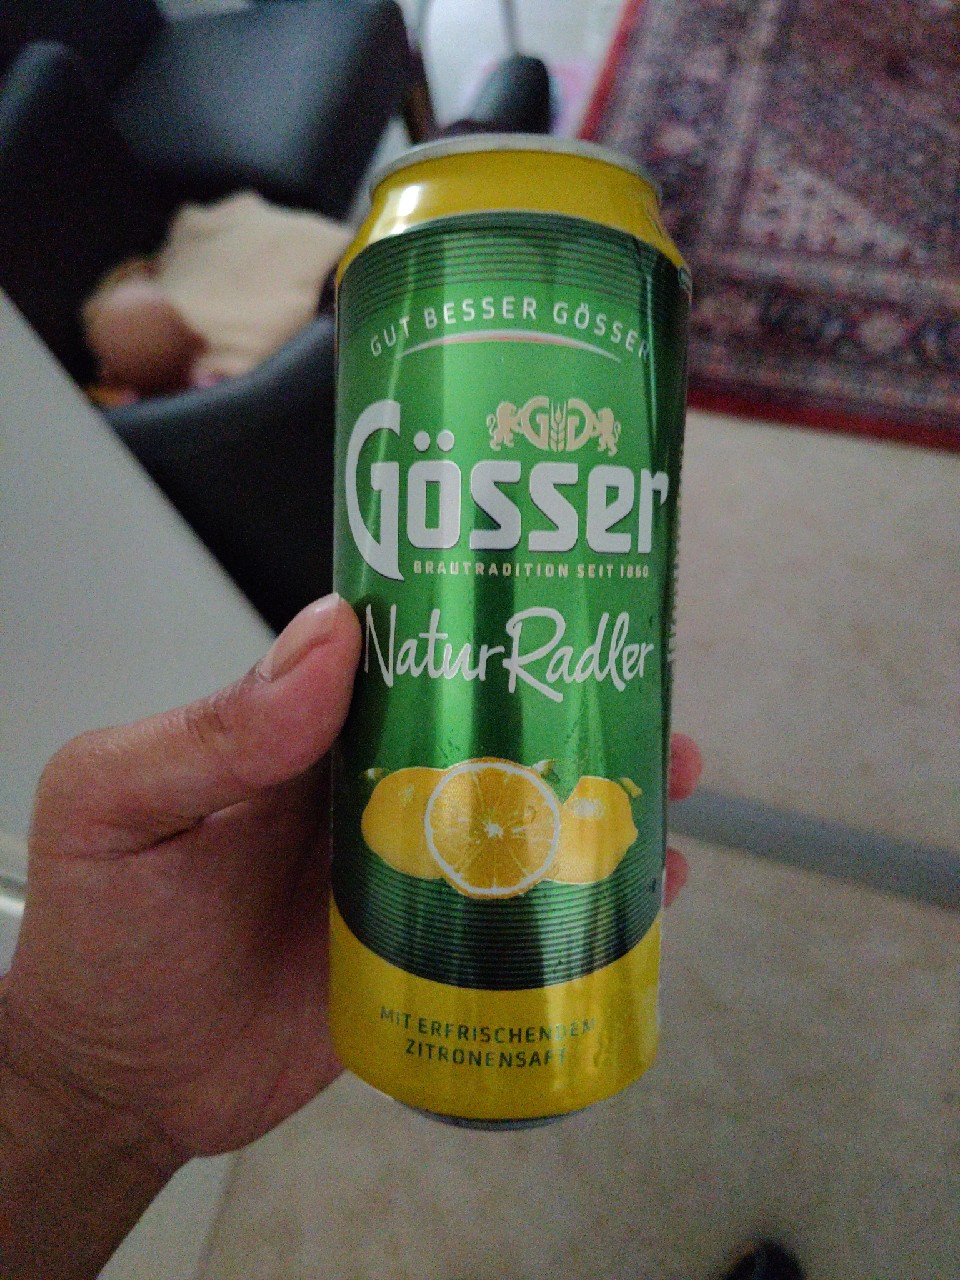 GUT BESSER GÖSSER
Gösser
BRAUTRADITION SEIT 1860
NaturRadler
MIT ERFRISCHENDEM
ZITRONENSAFT